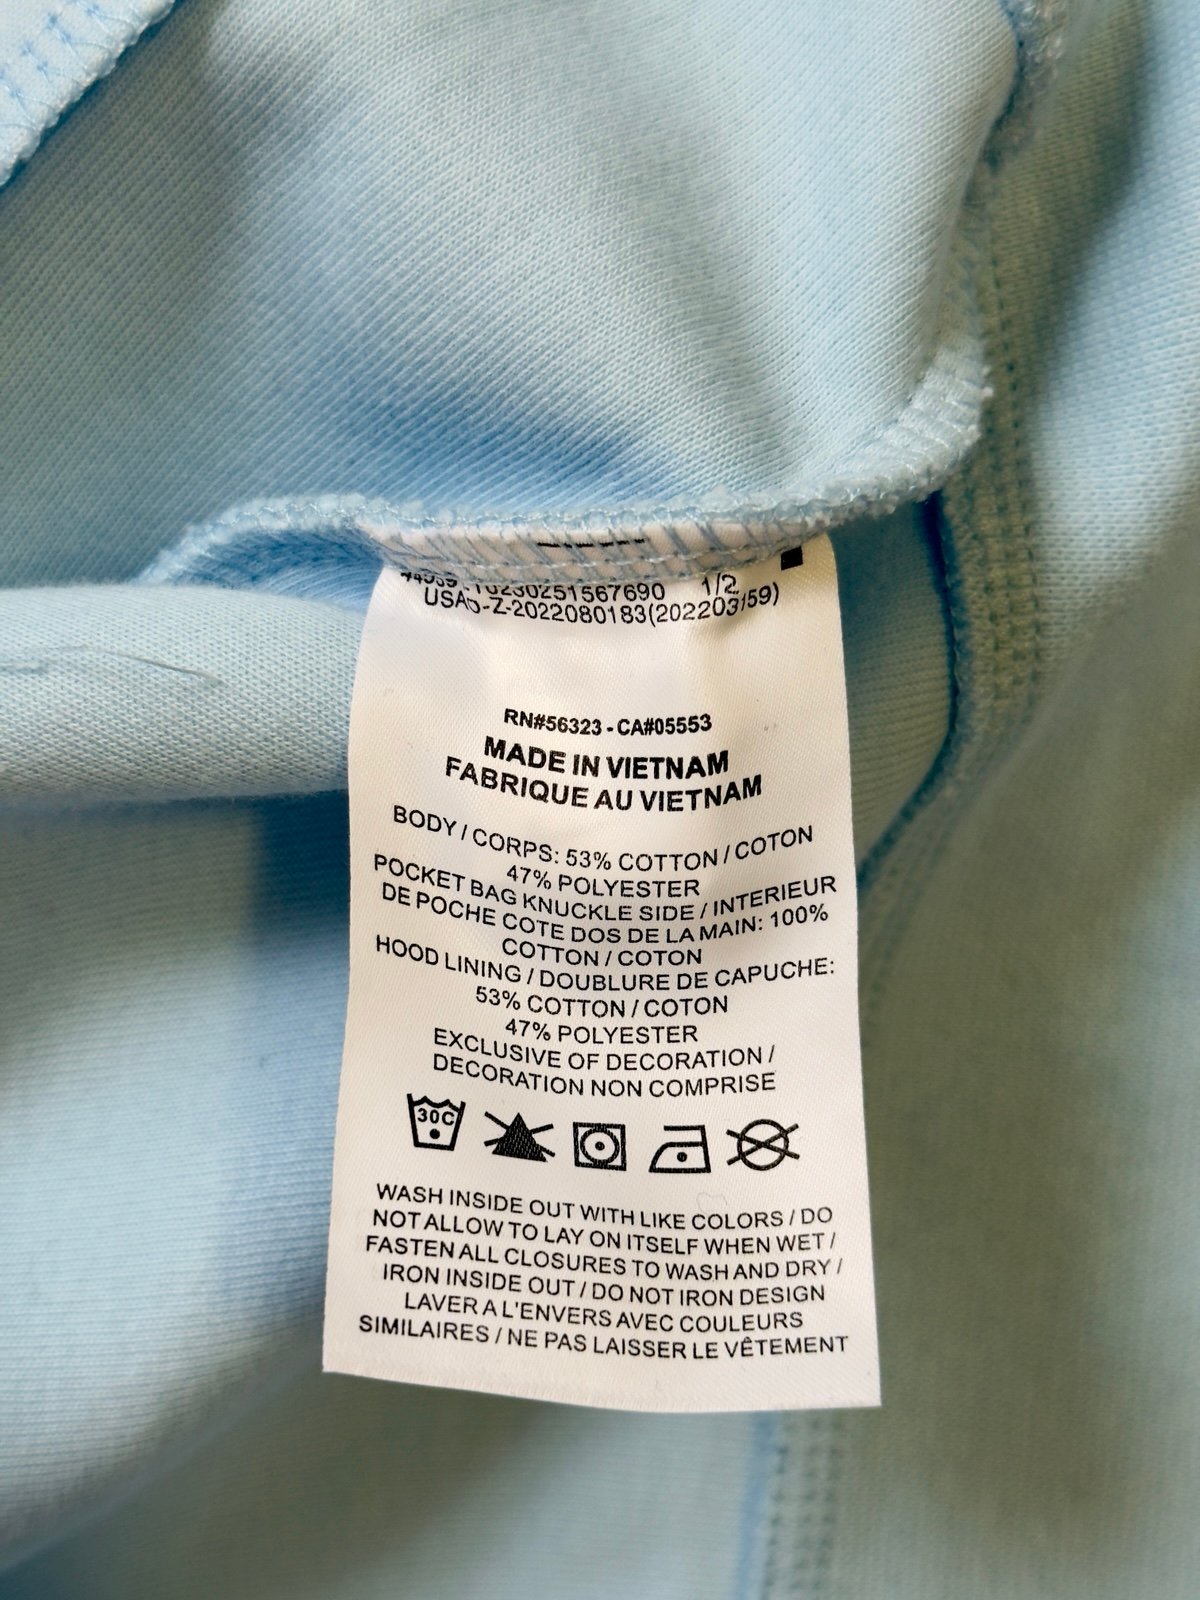 10230251567690 1/2
RN#56323 - CA#05553
MADE IN VIETNAM
FABRIQUE AU VIETNAM
BODY / CORPS: 53% COTTON / COTON
47% POLYESTER
POCKET BAG KNUCKLE SIDE / INTERIEUR
DE POCHE COTE DOS DE LA MAIN: 100%
COTTON / COTON
HOOD LINING / DOUBLURE DE CAPUCHE:
53% COTTON / COTON
47% POLYESTER
EXCLUSIVE OF DECORATION /
DECORATION NON COMPRISE
30C
WASH INSIDE OUT WITH LIKE COLORS / DO
NOT ALLOW TO LAY ON ITSELF WHEN WET /
FASTEN ALL CLOSURES TO WASH AND DRY /
IRON INSIDE OUT / DO NOT IRON DESIGN
LAVER A L'ENVERS AVEC COULEURS
SIMILAIRES / NE PAS LAISSER LE VÊTEMENT